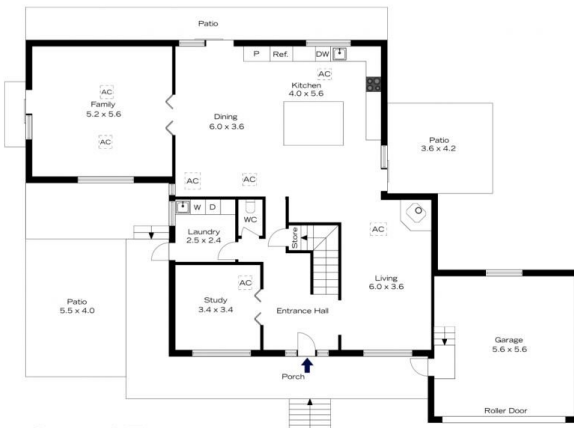 Patio
P Ref. DW
AC
Kitchen
4.0 x 5.6
AC
Family
5.2 x 5.6
AC
Dining
6.0 x 3.6
Patio
3.6 x 4.2
AC
AC
W D
WC
Laundry
2.5 x 2.4
Store
AC
Living
6.0 x 3.6
Patio
5.5 x 4.0
AC
Study
3.4 x 3.4
Entrance Hall
Garage
5.6 x 5.6
Porch
Roller Door